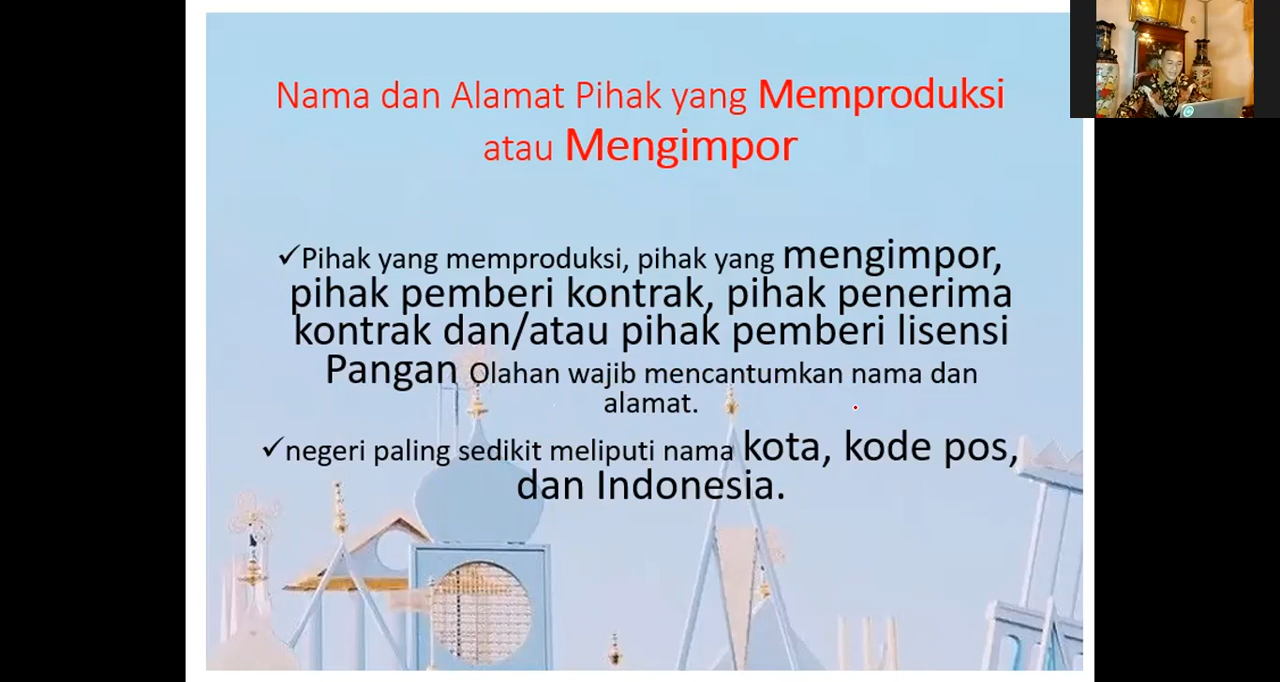 Nama dan Alamat Pihak yang Memproduksi
atau Mengimpor
✓Pihak yang memproduksi, pihak yang mengimpor,
pihak pemberi kontrak, pihak penerima
kontrak dan/atau pihak pemberi lisensi
Pangan Olahan wajib mencantumkan nama dan
alamat.
✓negeri paling sedikit meliputi nama kota, kode pos,
dan Indonesia.